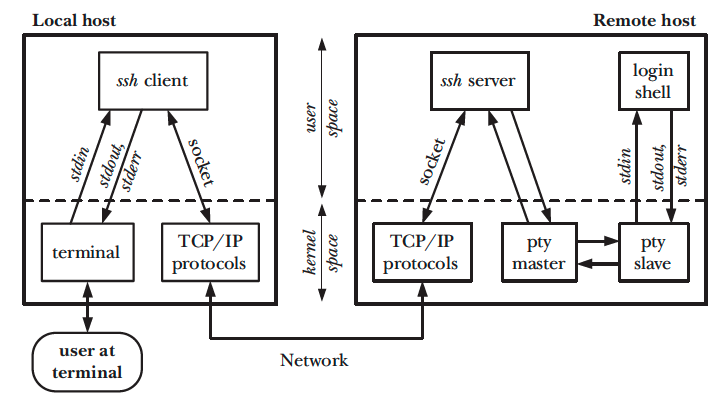 Local host
Remote host
ssh client
ssh server
login
shell
user
space
stdin
stdout,
stderr
socket
socket
stdin
stdout,
stderr
terminal
TCP/IP
protocols
kernel
space
TCP/IP
protocols
pty
master
pty
slave
user at
terminal
Network